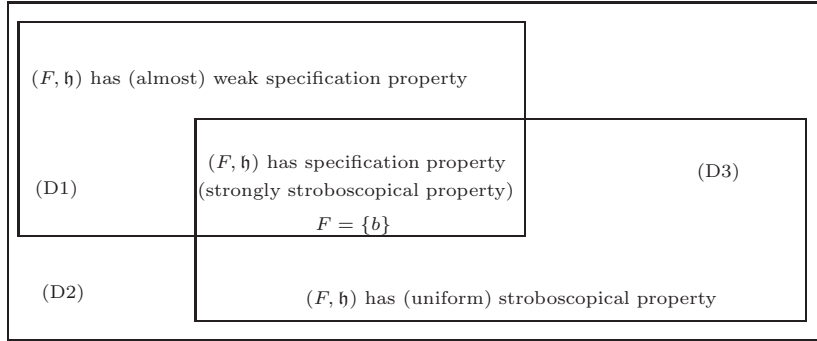 (F, 𝔥) has (almost) weak specification property
(F, 𝔥) has specification property
(D3)
(D1)
(strongly stroboscopical property)
F = {b}
(D2)
(F, 𝔥) has (uniform) stroboscopical property